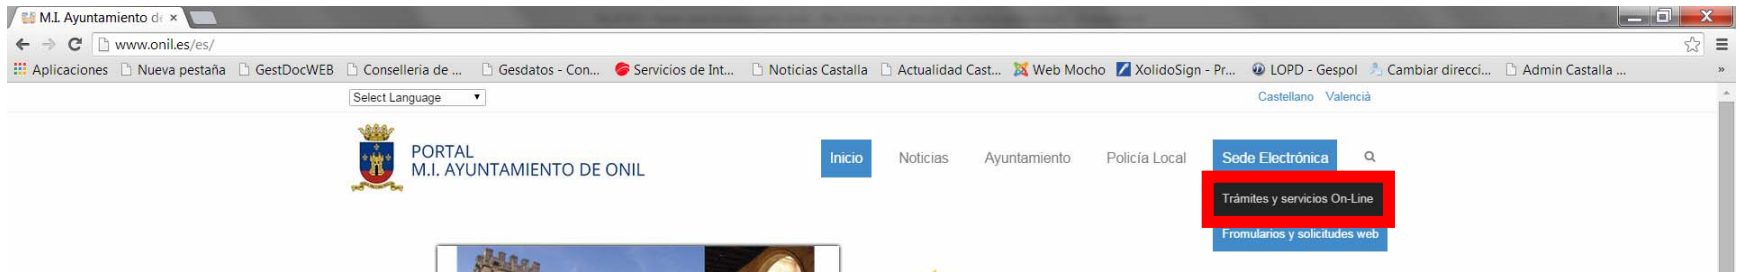 M.I. Ayuntamiento d
www.onil.es/es/
Aplicaciones Nueva pestaña GestDocWEB Conselleria de ... Gesdatos - Con... Servicios de Int... Noticias Castalla Actualidad Cast... Web Mocho XolidoSign - Pr... LOPD - Gespol Cambiar direcci... Admin Castalla ... »
Select Language Castellano Valencià
PORTAL
M.I. AYUNTAMIENTO DE ONIL
Inicio Noticias Ayuntamiento Policía Local Sede Electrónica
Trámites y servicios On-Line
Fromularios y solicitudes web